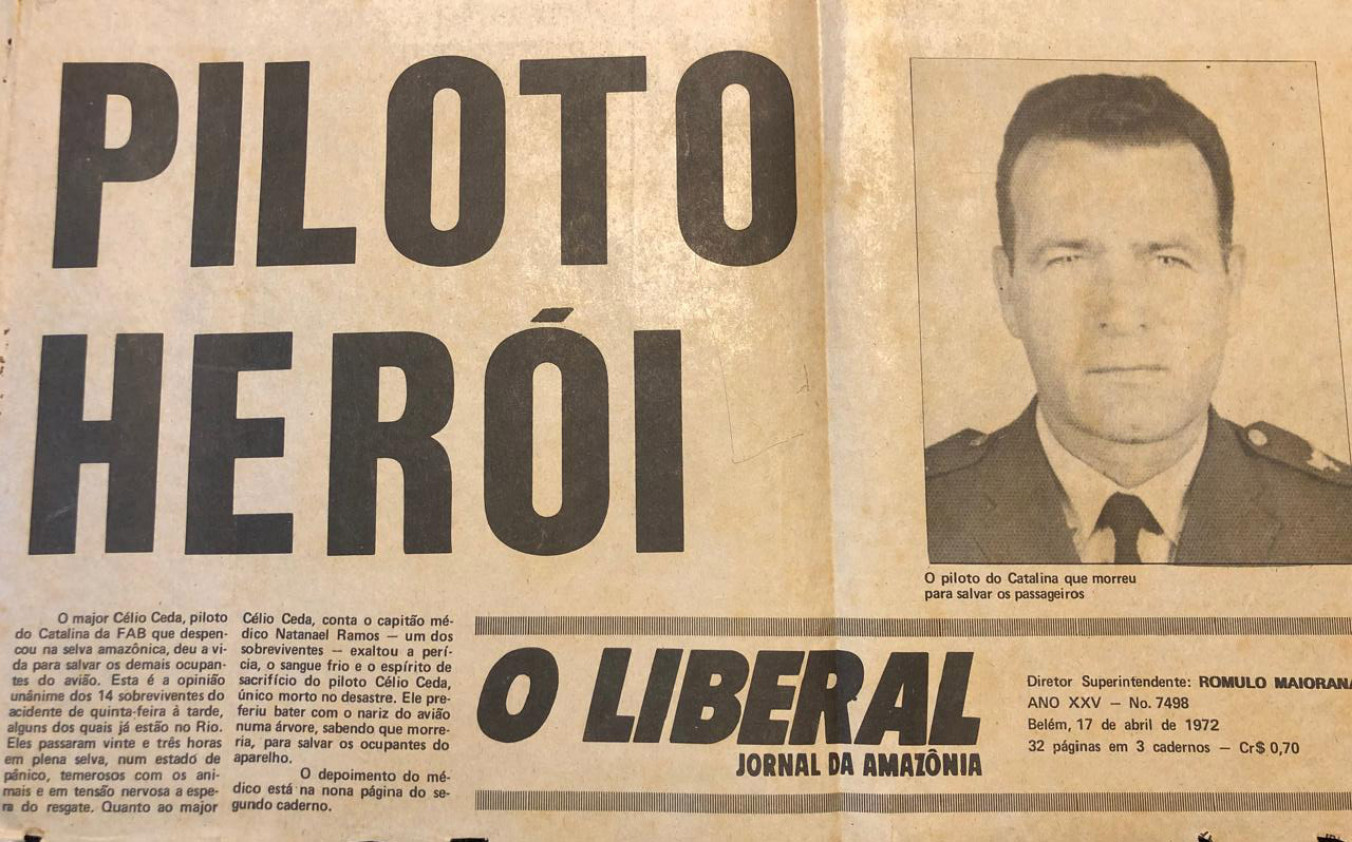 PILOTO
HERÓI
O piloto do Catalina que morreu
para salvar os passageiros
O major Célio Ceda, piloto
do Catalina da FAB que despen-
cou na selva amazônica, deu a vi-
da para salvar os demais ocupan-
tes do avião. Esta é a opinião
unânime dos 14 sobreviventes do
acidente de quinta-feira à tarde,
alguns dos quais já estão no Rio.
Eles passaram vinte e três horas
em plena selva, num estado de
pânico, temerosos com os ani-
mais e em tensão nervosa a espe-
ra do resgate. Quanto ao major
Célio Ceda, conta o capitão mé-
dico Natanael Ramos — um dos
sobreviventes — exaltou a perí-
cia, o sangue frio e o espírito de
sacrifício do piloto Célio Ceda,
único morto no desastre. Ele pre-
feriu bater com o nariz do avião
numa árvore, sabendo que morre-
ria, para salvar os ocupantes do
aparelho.
O depoimento do mé-
dico está na nona página do se-
gundo caderno.
O LIBERAL
JORNAL DA AMAZÔNIA
Diretor Superintendente: ROMULO MAIORANA
ANO XXV — No. 7498
Belém, 17 de abril de 1972
32 páginas em 3 cadernos — Cr$ 0,70